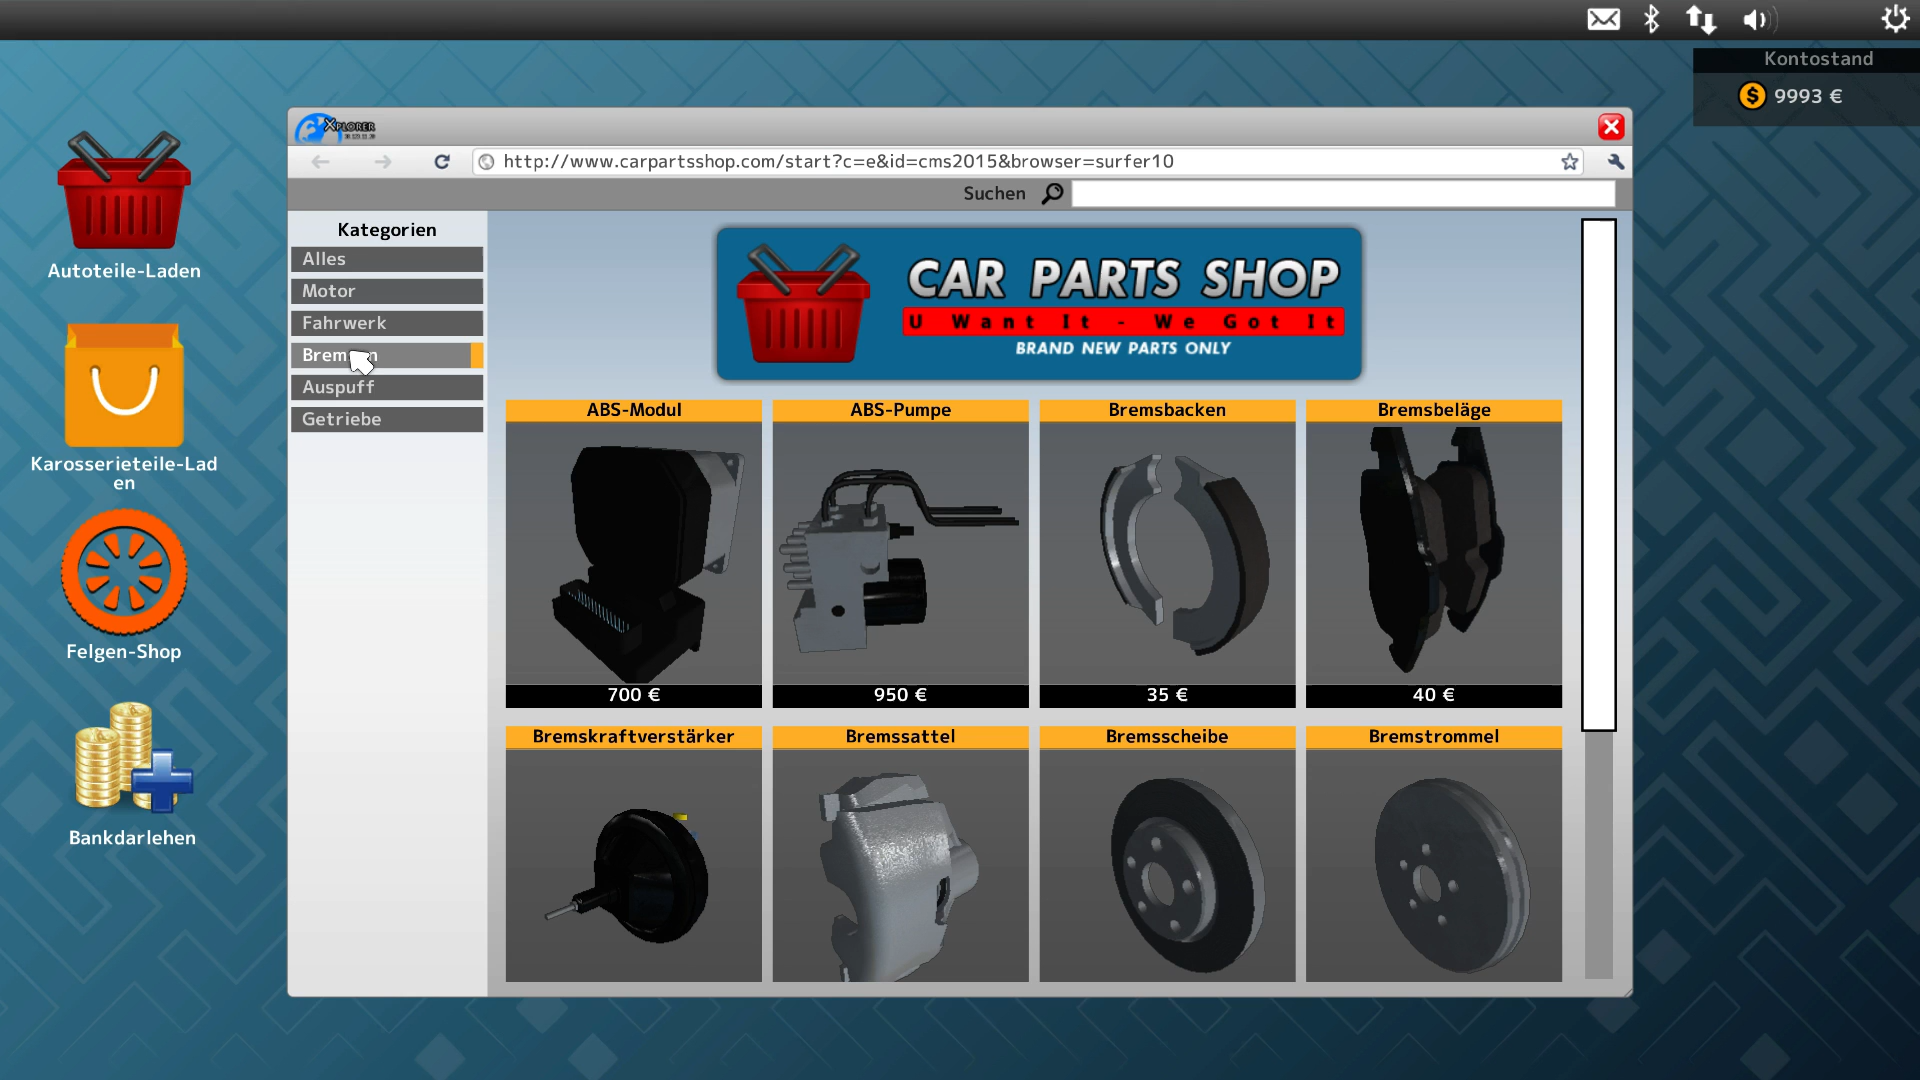 Kontostand
$ 9993 €
XPLORER
http://www.carpartsshop.com/start?c=e&id=cms2015&browser=surfer10
Suchen
Kategorien
Alles
Motor
Fahrwerk
Bremsen
Auspuff
Getriebe
Autoteile-Laden
Karosserieteile-Lad
en
Felgen-Shop
Bankdarlehen
CAR PARTS SHOP
U Want It - We Got It
BRAND NEW PARTS ONLY
ABS-Modul
ABS-Pumpe
Bremsbacken
Bremsbeläge
700 €
950 €
35 €
40 €
Bremskraftverstärker
Bremssattel
Bremsscheibe
Bremstrommel